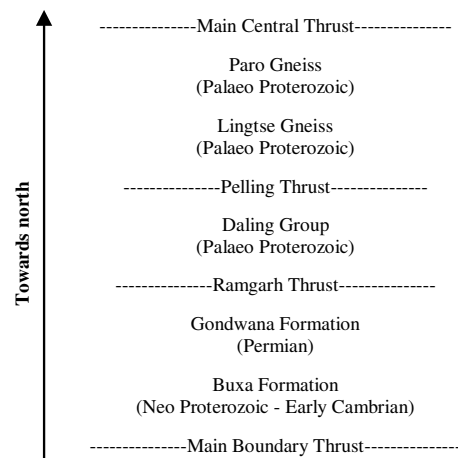 ---------------Main Central Thrust---------------
Paro Gneiss
(Palaeo Proterozoic)
Lingtse Gneiss
(Palaeo Proterozoic)
---------------Pelling Thrust---------------
Daling Group
(Palaeo Proterozoic)
---------------Ramgarh Thrust---------------
Gondwana Formation
(Permian)
Buxa Formation
(Neo Proterozoic - Early Cambrian)
---------------Main Boundary Thrust---------------
Towards north